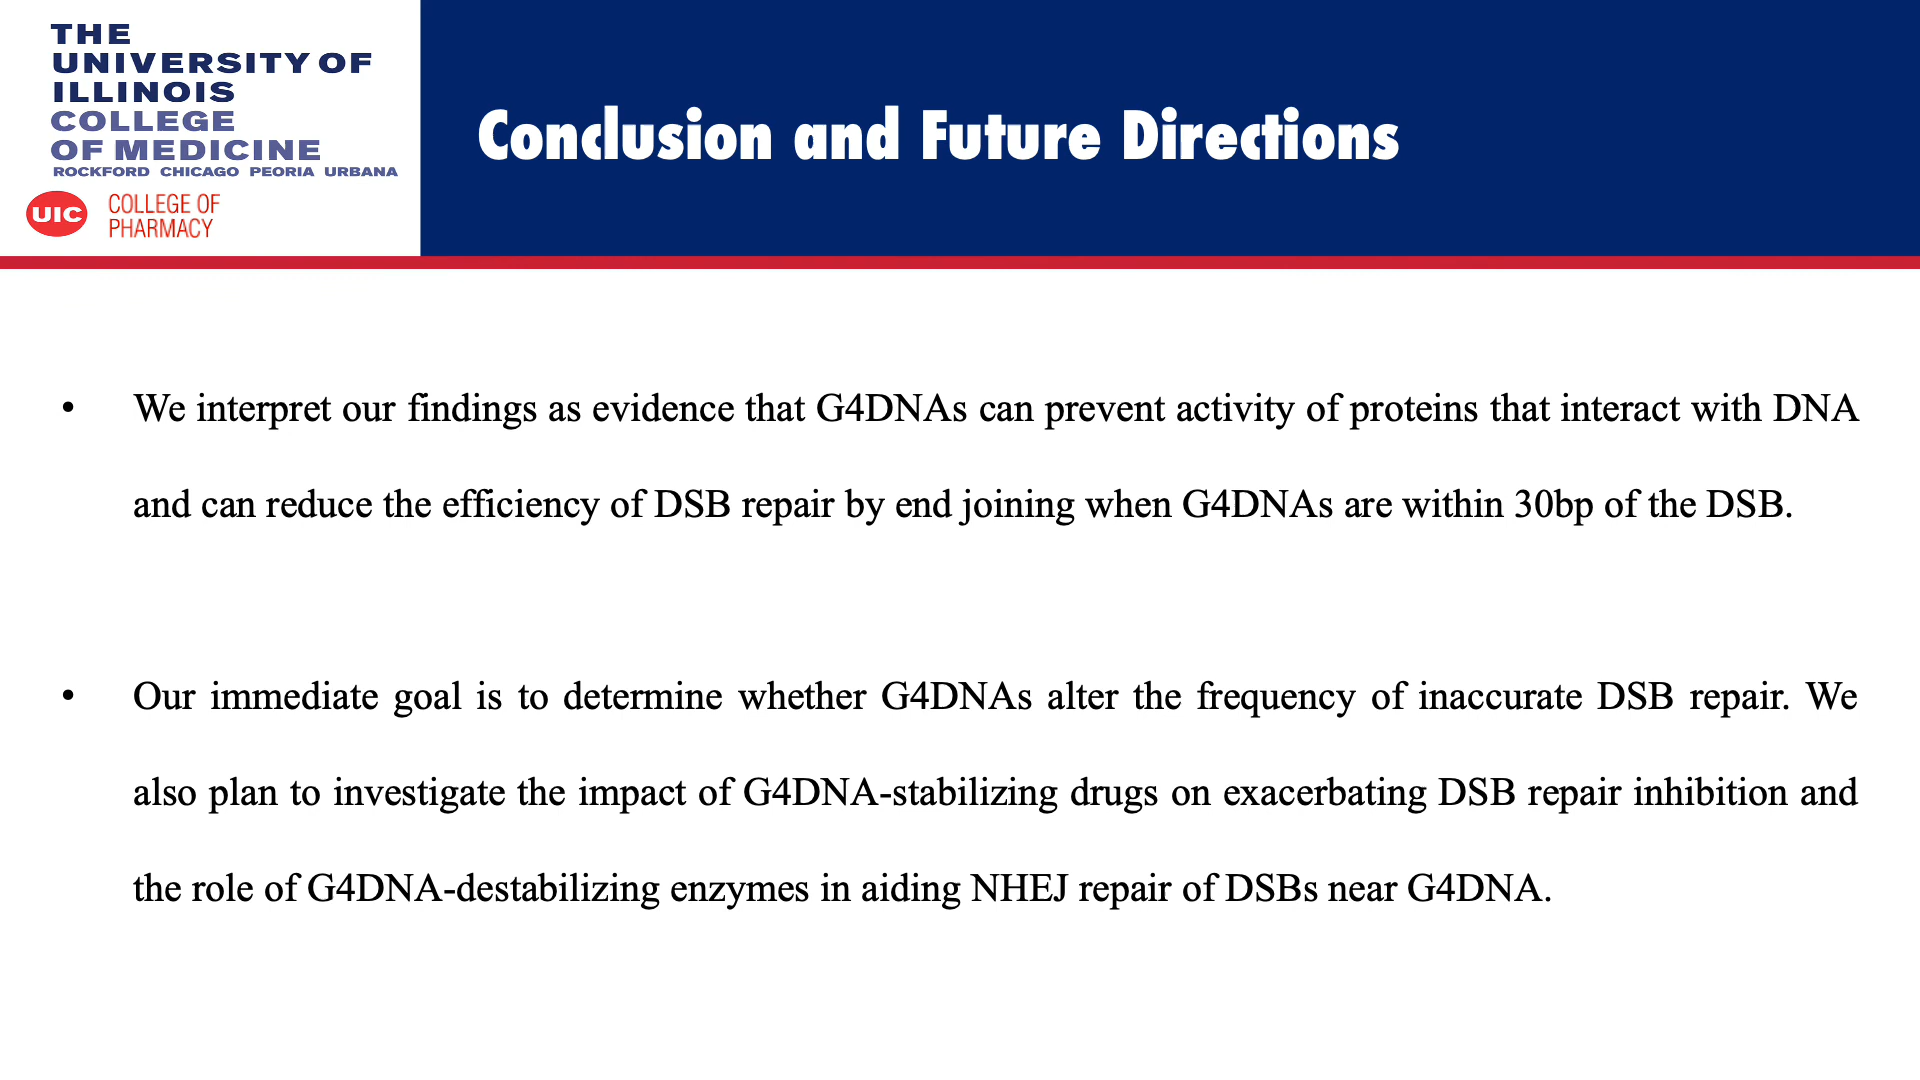 THE
UNIVERSITY OF
ILLINOIS
COLLEGE
OF MEDICINE
ROCKFORD CHICAGO PEORIA URBANA
UIC
COLLEGE OF
PHARMACY
Conclusion and Future Directions
• We interpret our findings as evidence that G4DNAs can prevent activity of proteins that interact with DNA
and can reduce the efficiency of DSB repair by end joining when G4DNAs are within 30bp of the DSB.
• Our immediate goal is to determine whether G4DNAs alter the frequency of inaccurate DSB repair. We
also plan to investigate the impact of G4DNA-stabilizing drugs on exacerbating DSB repair inhibition and
the role of G4DNA-destabilizing enzymes in aiding NHEJ repair of DSBs near G4DNA.